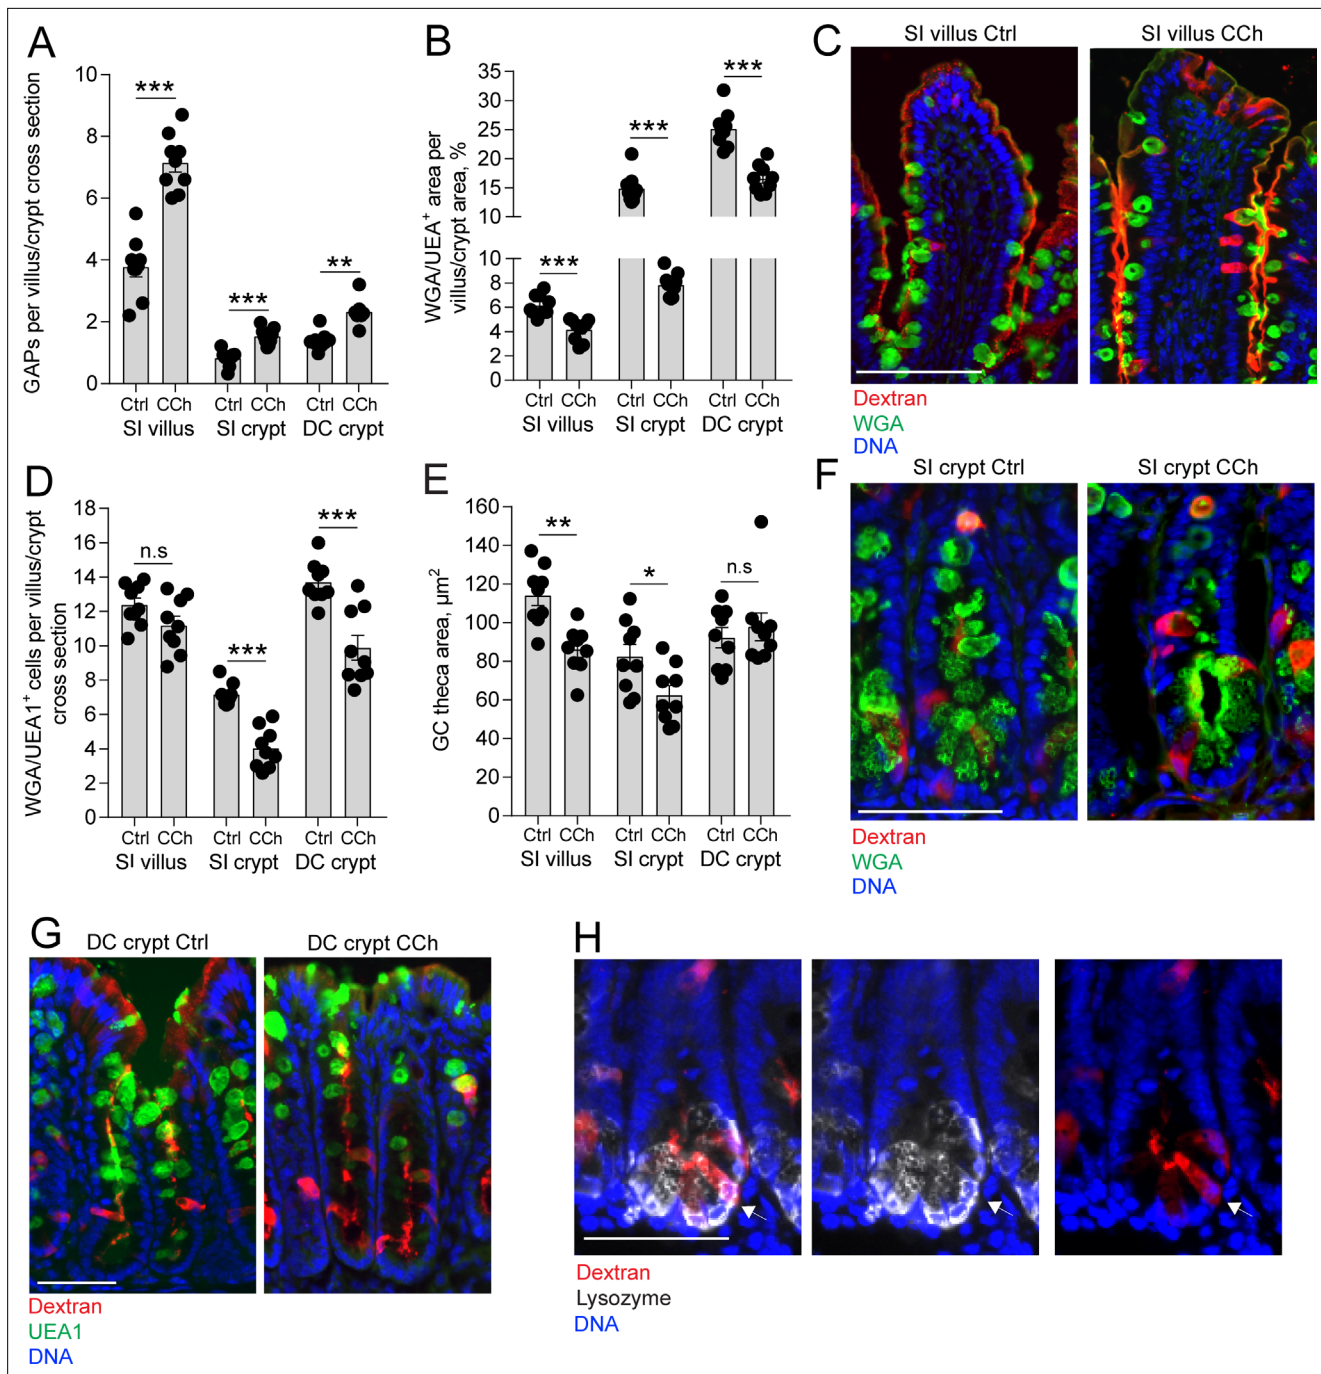 A
GAPs per villus/crypt cross section
10
8
6
4
2
0
***
***
**
Ctrl CCh Ctrl CCh Ctrl CCh
SI villus SI crypt DC crypt
B
WGA/UEA⁺ area per
villus/crypt area, %
35
30
25
20
15
10
10
8
6
4
2
0
***
***
***
Ctrl CCh Ctrl CCh Ctrl CCh
SI villus SI crypt DC crypt
C
SI villus Ctrl
SI villus CCh
Dextran
WGA
DNA
D
WGA/UEA1⁺ cells per villus/crypt
cross section
18
16
14
12
10
8
6
4
2
0
n.s
***
***
Ctrl CCh Ctrl CCh Ctrl CCh
SI villus SI crypt DC crypt
E
GC theca area, µm²
160
140
120
100
80
60
40
20
0
**
*
n.s
Ctrl CCh Ctrl CCh Ctrl CCh
SI villus SI crypt DC crypt
F
SI crypt Ctrl
SI crypt CCh
Dextran
WGA
DNA
G
DC crypt Ctrl
DC crypt CCh
Dextran
UEA1
DNA
H
Dextran
Lysozyme
DNA